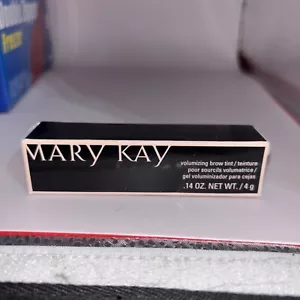 MARY KAY
volumizing brow tint / teinture
pour sourcils volumatrice /
gel voluminizador para cejas
.14 OZ. NET WT. / 4 g